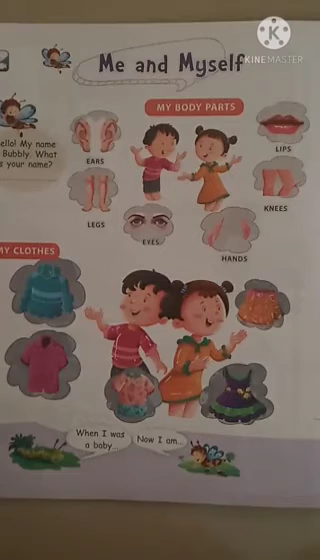 Me and Myself
KINEMASTER
MY BODY PARTS
ello! My name
Bubbly. What
s your name?
EARS
LIPS
LEGS
KNEES
EYES
HANDS
MY CLOTHES
When I was
a baby...
Now I am...